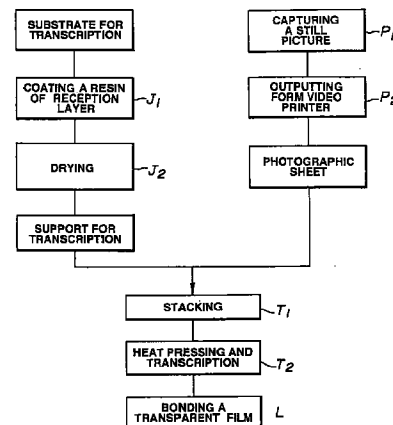 SUBSTRATE FOR
TRANSCRIPTION
COATING A RESIN
OF RECEPTION
LAYER
J1
DRYING
J2
SUPPORT FOR
TRANSCRIPTION
CAPTURING
A STILL
PICTURE
P1
OUTPUTTING
FORM VIDEO
PRINTER
P2
PHOTOGRAPHIC
SHEET
STACKING
T1
HEAT PRESSING AND
TRANSCRIPTION
T2
BONDING A
TRANSPARENT FILM
L